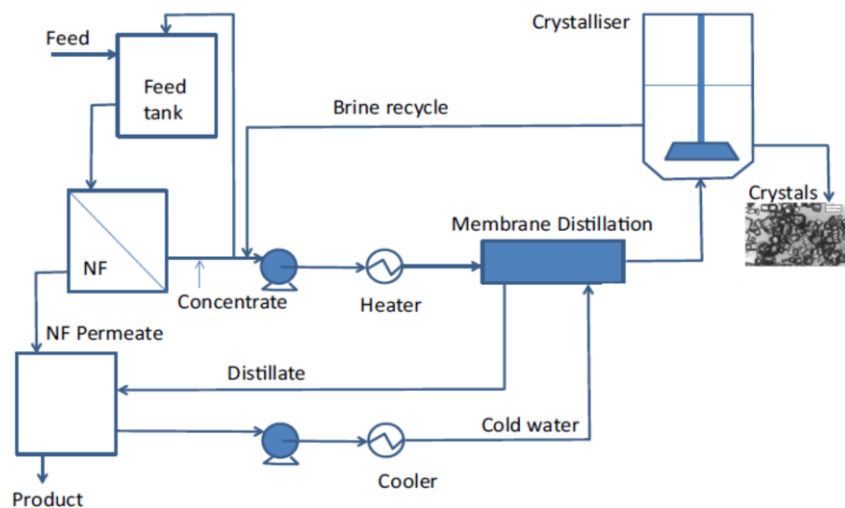 Crystalliser
Feed
Feed
tank
Brine recycle
Crystals
Membrane Distillation
NF
Concentrate
Heater
NF Permeate
Distillate
Cold water
Cooler
Product